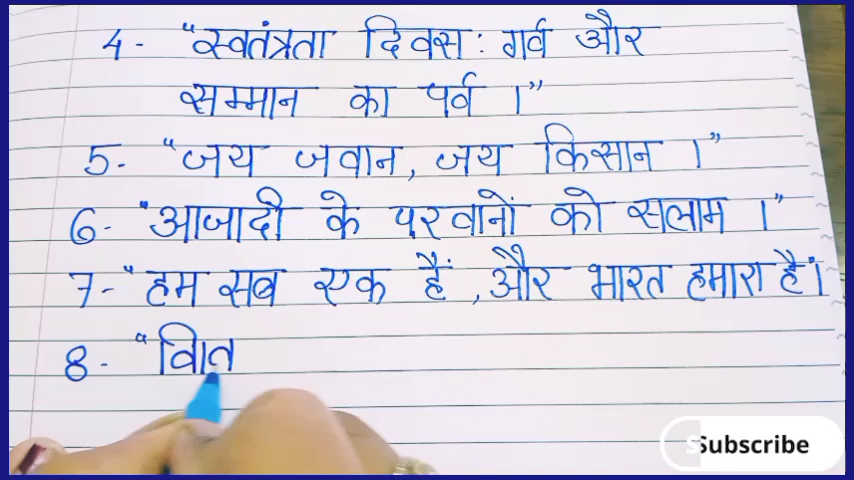 4- "स्वतंत्रता दिवस: गर्व और
सम्मान का पर्व ।"
5- "जय जवान, जय किसान ।"
6- "आजादी के परवानों को सलाम ।"
7- "हम सब एक हैं, और भारत हमारा है।
8- "
Subscribe